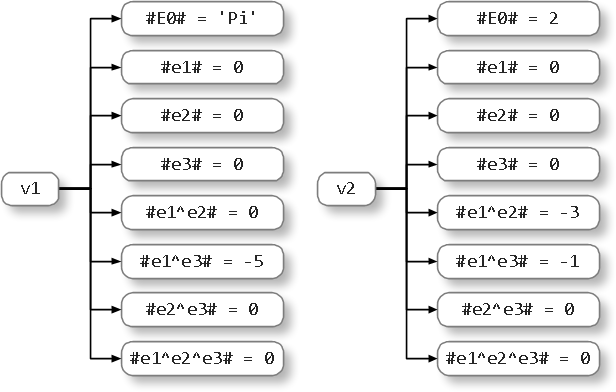 v1
#E0# = 'Pi'
#e1# = 0
#e2# = 0
#e3# = 0
#e1^e2# = 0
#e1^e3# = -5
#e2^e3# = 0
#e1^e2^e3# = 0
v2
#E0# = 2
#e1# = 0
#e2# = 0
#e3# = 0
#e1^e2# = -3
#e1^e3# = -1
#e2^e3# = 0
#e1^e2^e3# = 0